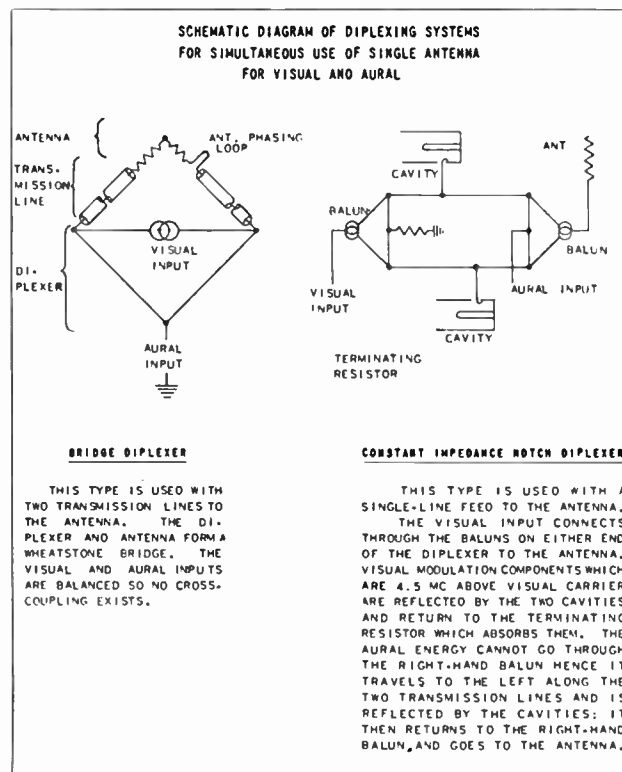 SCHEMATIC DIAGRAM OF DIPLEXING SYSTEMS
FOR SIMULTANEOUS USE OF SINGLE ANTENNA
FOR VISUAL AND AURAL
ANTENNA
ANT. PHASING
LOOP
TRANS-
MISSION
LINE
VISUAL
INPUT
DI-
PLEXER
AURAL
INPUT
CAVITY
ANT
BALUN
BALUN
VISUAL
INPUT
AURAL INPUT
CAVITY
TERMINATING
RESISTOR
BRIDGE DIPLEXER
THIS TYPE IS USED WITH
TWO TRANSMISSION LINES TO
THE ANTENNA. THE DI-
PLEXER AND ANTENNA FORM A
WHEATSTONE BRIDGE. THE
VISUAL AND AURAL INPUTS
ARE BALANCED SO NO CROSS-
COUPLING EXISTS.
CONSTANT IMPEDANCE NOTCH DIPLEXER
THIS TYPE IS USED WITH A
SINGLE-LINE FEED TO THE ANTENNA.
THE VISUAL INPUT CONNECTS
THROUGH THE BALUNS ON EITHER END
OF THE DIPLEXER TO THE ANTENNA.
VISUAL MODULATION COMPONENTS WHICH
ARE 4.5 MC ABOVE VISUAL CARRIER
ARE REFLECTED BY THE TWO CAVITIES
AND RETURN TO THE TERMINATING
RESISTOR WHICH ABSORBS THEM. THE
AURAL ENERGY CANNOT GO THROUGH
THE RIGHT-HAND BALUN HENCE IT
TRAVELS TO THE LEFT ALONG THE
TWO TRANSMISSION LINES AND IS
REFLECTED BY THE CAVITIES; IT
THEN RETURNS TO THE RIGHT-HAND
BALUN, AND GOES TO THE ANTENNA.